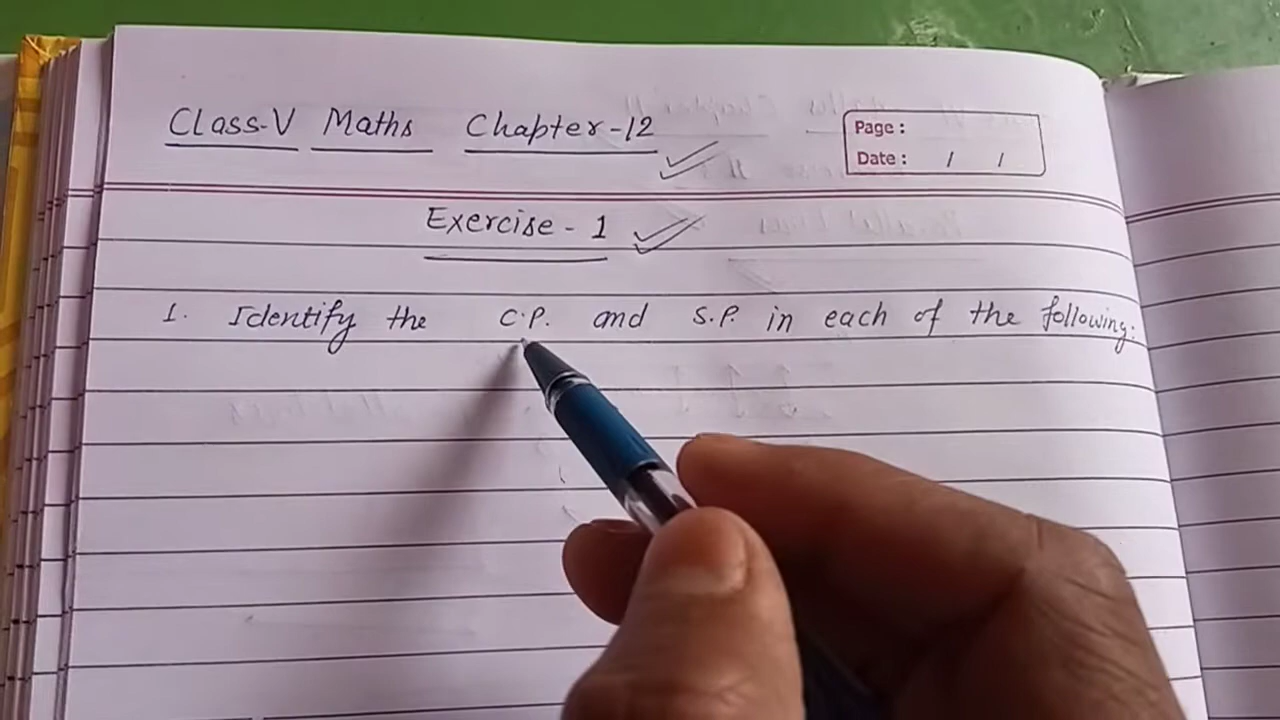 Class-V Maths Chapter-12
Page :
Date : / /
Exercise - 1
1. Identify the C.P. and S.P. in each of the following: